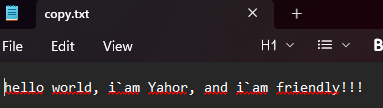 copy.txt
File Edit View H1 B
hello world, i`am Yahor, and i`am friendly!!!